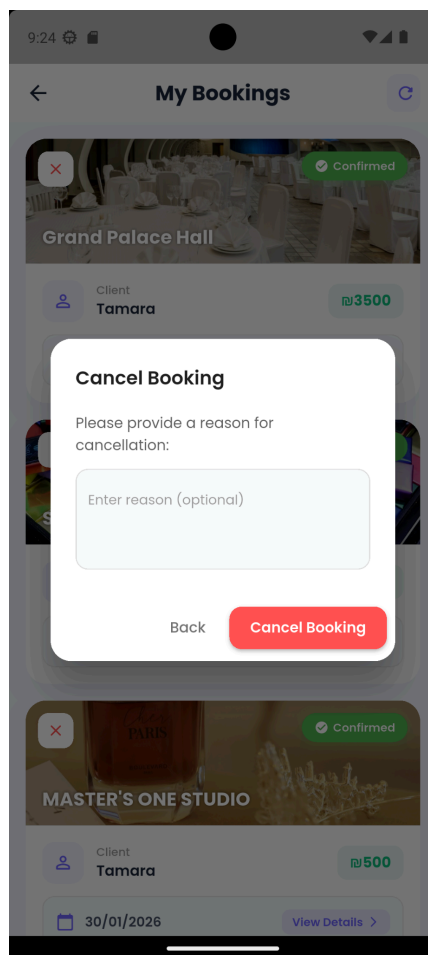 9:24
My Bookings
Confirmed
Grand Palace Hall
Client
Tamara
₪3500
Cancel Booking
Please provide a reason for
cancellation:
Enter reason (optional)
Back
Cancel Booking
Confirmed
PARIS
MASTER'S ONE STUDIO
Client
Tamara
₪500
30/01/2026
View Details